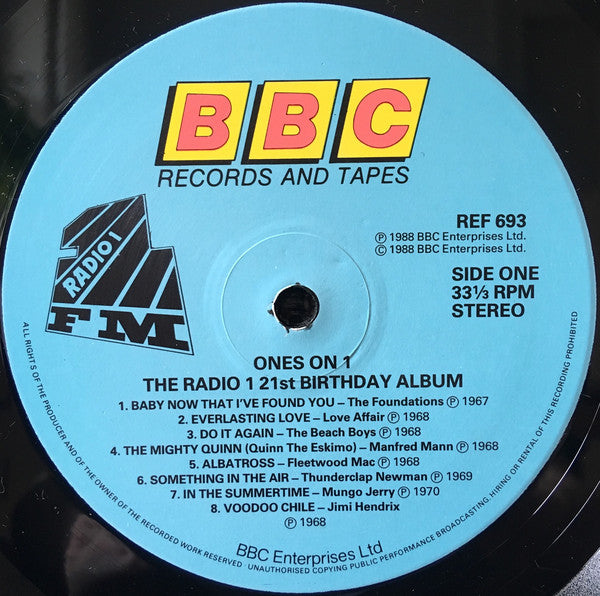 BBC
RECORDS AND TAPES
RADIO 1
FM
REF 693
Ⓟ 1988 BBC Enterprises Ltd.
© 1988 BBC Enterprises Ltd.
SIDE ONE
33⅓ RPM
STEREO
ONES ON 1
THE RADIO 1 21st BIRTHDAY ALBUM
1. BABY NOW THAT I'VE FOUND YOU – The Foundations Ⓟ 1967
2. EVERLASTING LOVE – Love Affair Ⓟ 1968
3. DO IT AGAIN – The Beach Boys Ⓟ 1968
4. THE MIGHTY QUINN (Quinn The Eskimo) – Manfred Mann Ⓟ 1968
5. ALBATROSS – Fleetwood Mac Ⓟ 1968
6. SOMETHING IN THE AIR – Thunderclap Newman Ⓟ 1969
7. IN THE SUMMERTIME – Mungo Jerry Ⓟ 1970
8. VOODOO CHILE – Jimi Hendrix
Ⓟ 1968
BBC Enterprises Ltd
ALL RIGHTS OF THE PRODUCER AND OF THE OWNER OF THE RECORDED WORK RESERVED · UNAUTHORISED COPYING PUBLIC PERFORMANCE BROADCASTING, HIRING OR RENTAL OF THIS RECORDING PROHIBITED